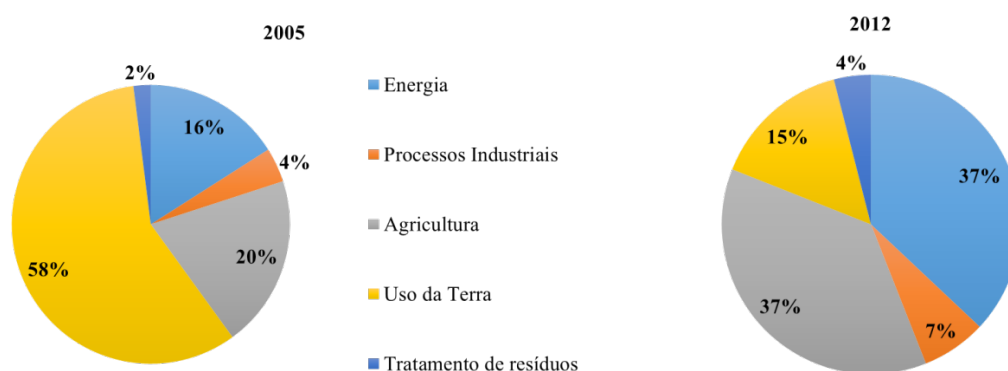 2005
2%
16%
4%
20%
58%
Energia
Processos Industriais
Agricultura
Uso da Terra
Tratamento de resíduos
2012
4%
15%
37%
37%
7%